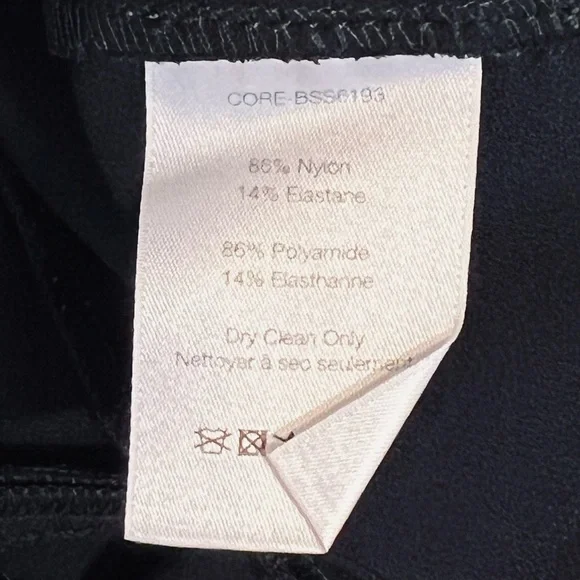 CORE-BSS6193
86% Nylon
14% Elastane
86% Polyamide
14% Elasthanne
Dry Clean Only
Nettoyer à sec seulement